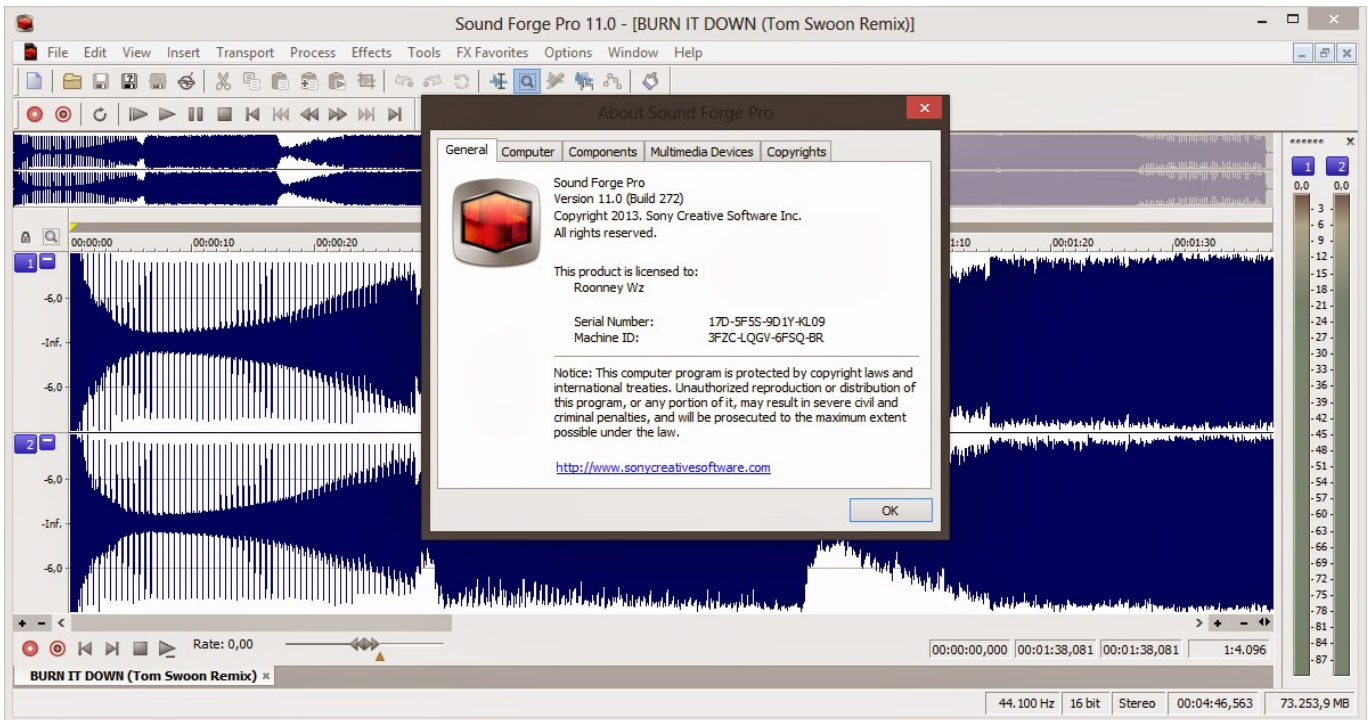 Sound Forge Pro 11.0 - [BURN IT DOWN (Tom Swoon Remix)]
File Edit View Insert Transport Process Effects Tools FX Favorites Options Window Help
About Sound Forge Pro
General Computer Components Multimedia Devices Copyrights
Sound Forge Pro
Version 11.0 (Build 272)
Copyright 2013. Sony Creative Software Inc.
All rights reserved.
This product is licensed to:
Roonney Wz
Serial Number: 17D-5F5S-9D1Y-KL09
Machine ID: 3FZC-LQGV-6FSQ-BR
Notice: This computer program is protected by copyright laws and
international treaties. Unauthorized reproduction or distribution of
this program, or any portion of it, may result in severe civil and
criminal penalties, and will be prosecuted to the maximum extent
possible under the law.
http://www.sonycreativesoftware.com
OK
1 2
0,0 0,0
- 3 -
- 6 -
- 9 -
-12-
-15-
-18-
-21-
-24-
-27-
-30-
-33-
-36-
-39-
-42-
-45-
-48-
-51-
-54-
-57-
-60-
-63-
-66-
-69-
-72-
-75-
-78-
-81-
-84-
-87-
00:00:00 00:00:10 00:00:20 1:10 00:01:20 00:01:30
1
-6,0
-Inf.
-6,0
2
-6,0
-Inf.
-6,0
Rate: 0,00
00:00:00,000 00:01:38,081 00:01:38,081 1:4.096
BURN IT DOWN (Tom Swoon Remix)
44.100 Hz 16 bit Stereo 00:04:46,563 73.253,9 MB